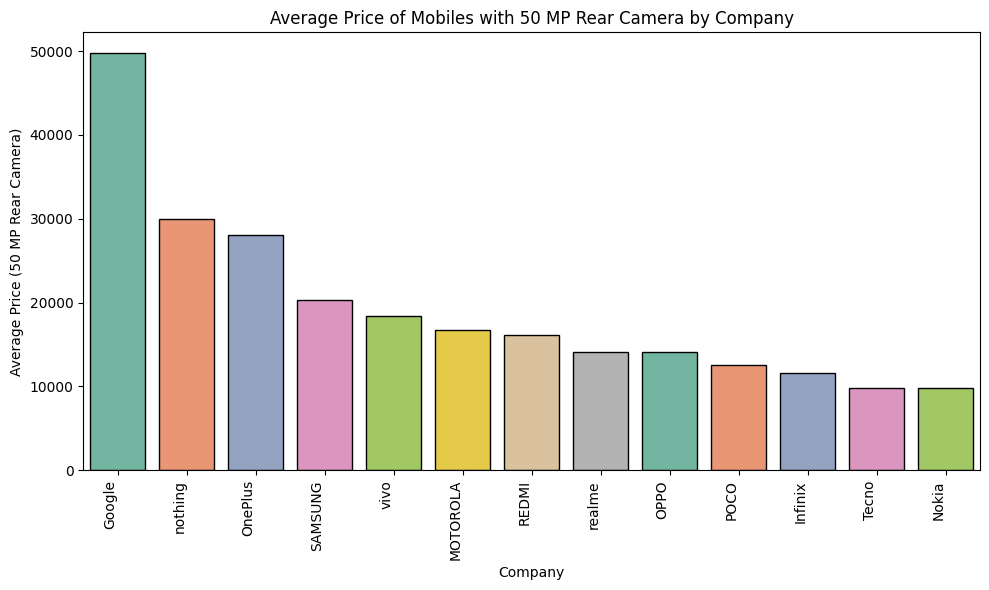 Average Price of Mobiles with 50 MP Rear Camera by Company
Average Price (50 MP Rear Camera)
50000
40000
30000
20000
10000
0
Google
nothing
OnePlus
SAMSUNG
vivo
MOTOROLA
REDMI
realme
OPPO
POCO
Infinix
Tecno
Nokia
Company